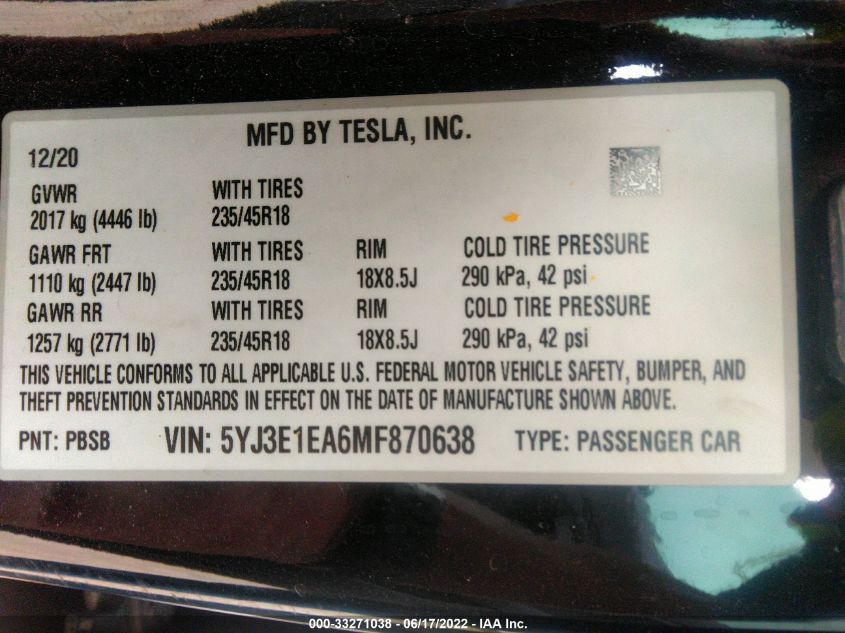 MFD BY TESLA, INC.
12/20
GVWR WITH TIRES
2017 kg (4446 lb) 235/45R18
GAWR FRT WITH TIRES RIM COLD TIRE PRESSURE
1110 kg (2447 lb) 235/45R18 18X8.5J 290 kPa, 42 psi
GAWR RR WITH TIRES RIM COLD TIRE PRESSURE
1257 kg (2771 lb) 235/45R18 18X8.5J 290 kPa, 42 psi
THIS VEHICLE CONFORMS TO ALL APPLICABLE U.S. FEDERAL MOTOR VEHICLE SAFETY, BUMPER, AND
THEFT PREVENTION STANDARDS IN EFFECT ON THE DATE OF MANUFACTURE SHOWN ABOVE.
PNT: PBSB VIN: 5YJ3E1EA6MF870638 TYPE: PASSENGER CAR
000-33271038 - 06/17/2022 - IAA Inc.